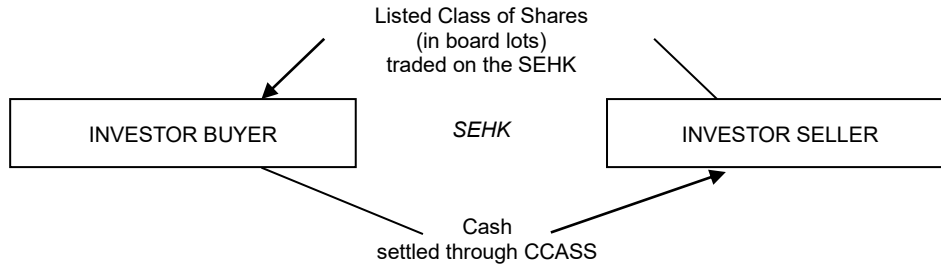 Listed Class of Shares
(in board lots)
traded on the SEHK
INVESTOR BUYER
SEHK
INVESTOR SELLER
Cash
settled through CCASS